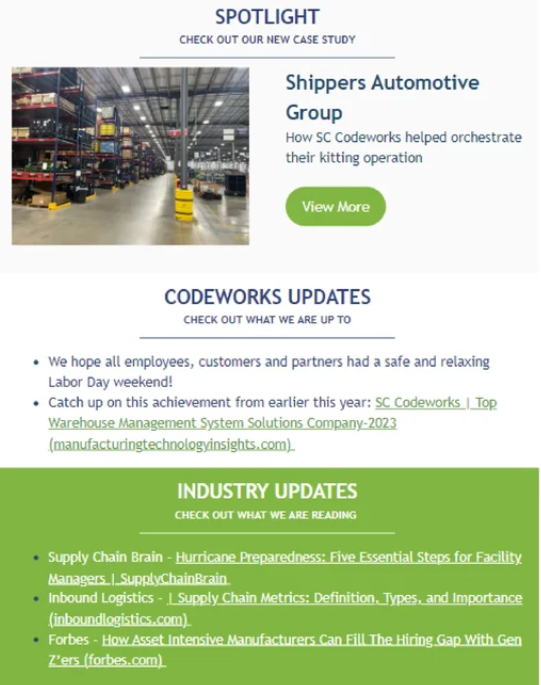 SPOTLIGHT
CHECK OUT OUR NEW CASE STUDY
Shippers Automotive
Group
How SC Codeworks helped orchestrate
their kitting operation
View More
CODEWORKS UPDATES
CHECK OUT WHAT WE ARE UP TO
• We hope all employees, customers and partners had a safe and relaxing
Labor Day weekend!
• Catch up on this achievement from earlier this year: SC Codeworks | Top
Warehouse Management System Solutions Company-2023
(manufacturingtechnologyinsights.com)
INDUSTRY UPDATES
CHECK OUT WHAT WE ARE READING
• Supply Chain Brain - Hurricane Preparedness: Five Essential Steps for Facility
Managers | SupplyChainBrain
• Inbound Logistics - | Supply Chain Metrics: Definition, Types, and Importance
(inboundlogistics.com)
• Forbes - How Asset Intensive Manufacturers Can Fill The Hiring Gap With Gen
Z'ers (forbes.com)